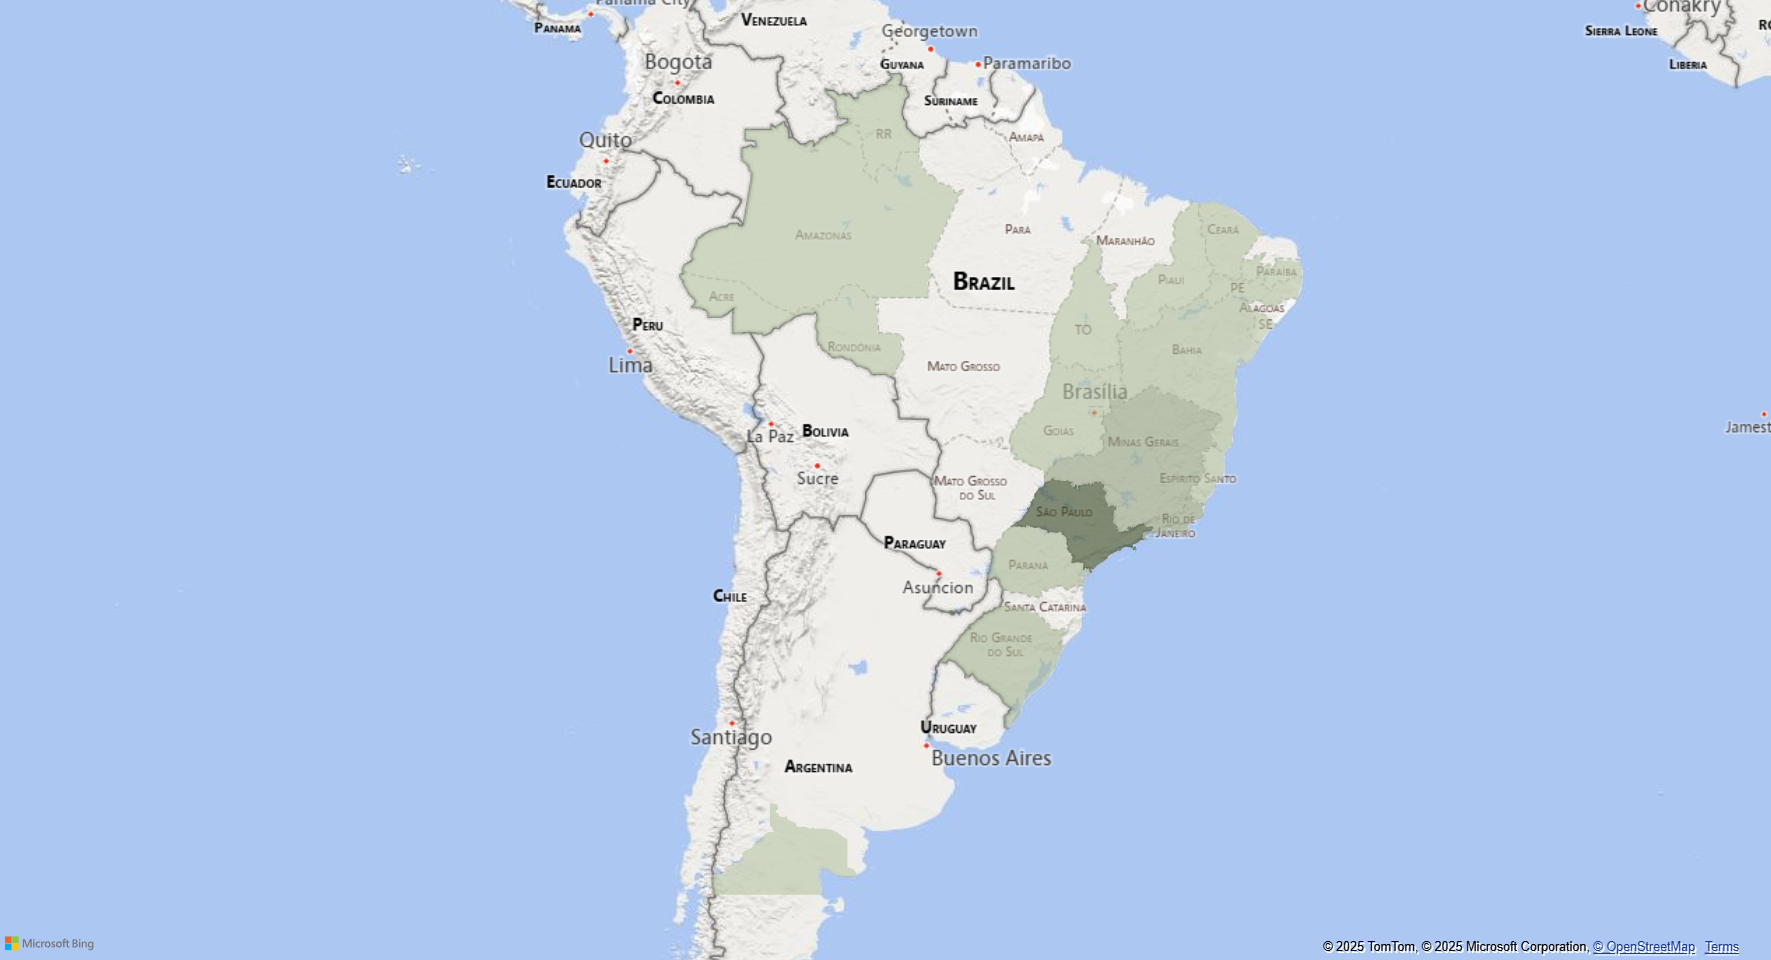 Panama City
PANAMA
VENEZUELA
Georgetown
GUYANA
Paramaribo
SURINAME
Bogota
COLOMBIA
Quito
ECUADOR
RR
AMAPÁ
AMAZONAS
PARÁ
MARANHÃO
CEARÁ
PARAÍBA
PIAUÍ
PE
ALAGOAS
SE
BRAZIL
ACRE
PERU
Lima
RONDÔNIA
TO
BAHIA
MATO GROSSO
Brasília
GOIÁS
MINAS GERAIS
La Paz
BOLIVIA
Sucre
MATO GROSSO
DO SUL
ESPÍRITO SANTO
SÃO PAULO
RIO DE
JANEIRO
PARAGUAY
Asuncion
PARANÁ
SANTA CATARINA
RIO GRANDE
DO SUL
CHILE
Santiago
URUGUAY
Buenos Aires
ARGENTINA
Conakry
SIERRA LEONE
LIBERIA
RO
Jamest
Microsoft Bing
© 2025 TomTom, © 2025 Microsoft Corporation, © OpenStreetMap Terms